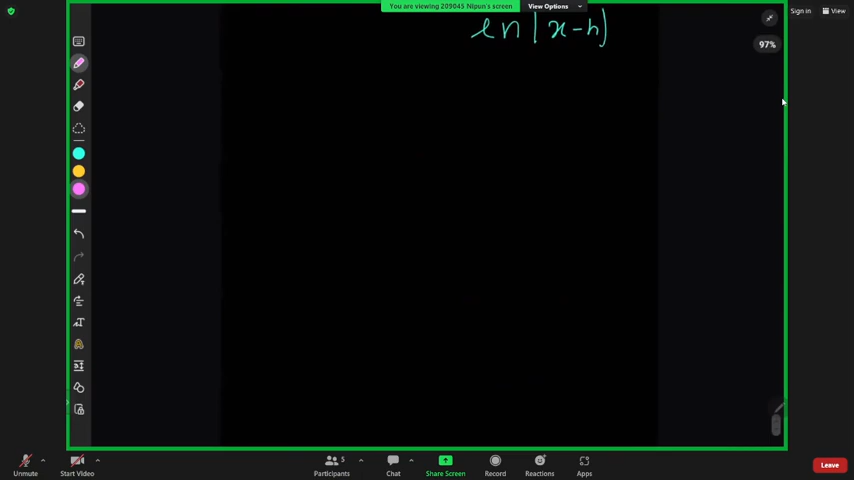 You are viewing 209045 Nipun's screen
View Options
Sign in
View
ln|x-h|
97%
Unmute
Start Video
5
Participants
Chat
Share Screen
Record
Reactions
Apps
Leave